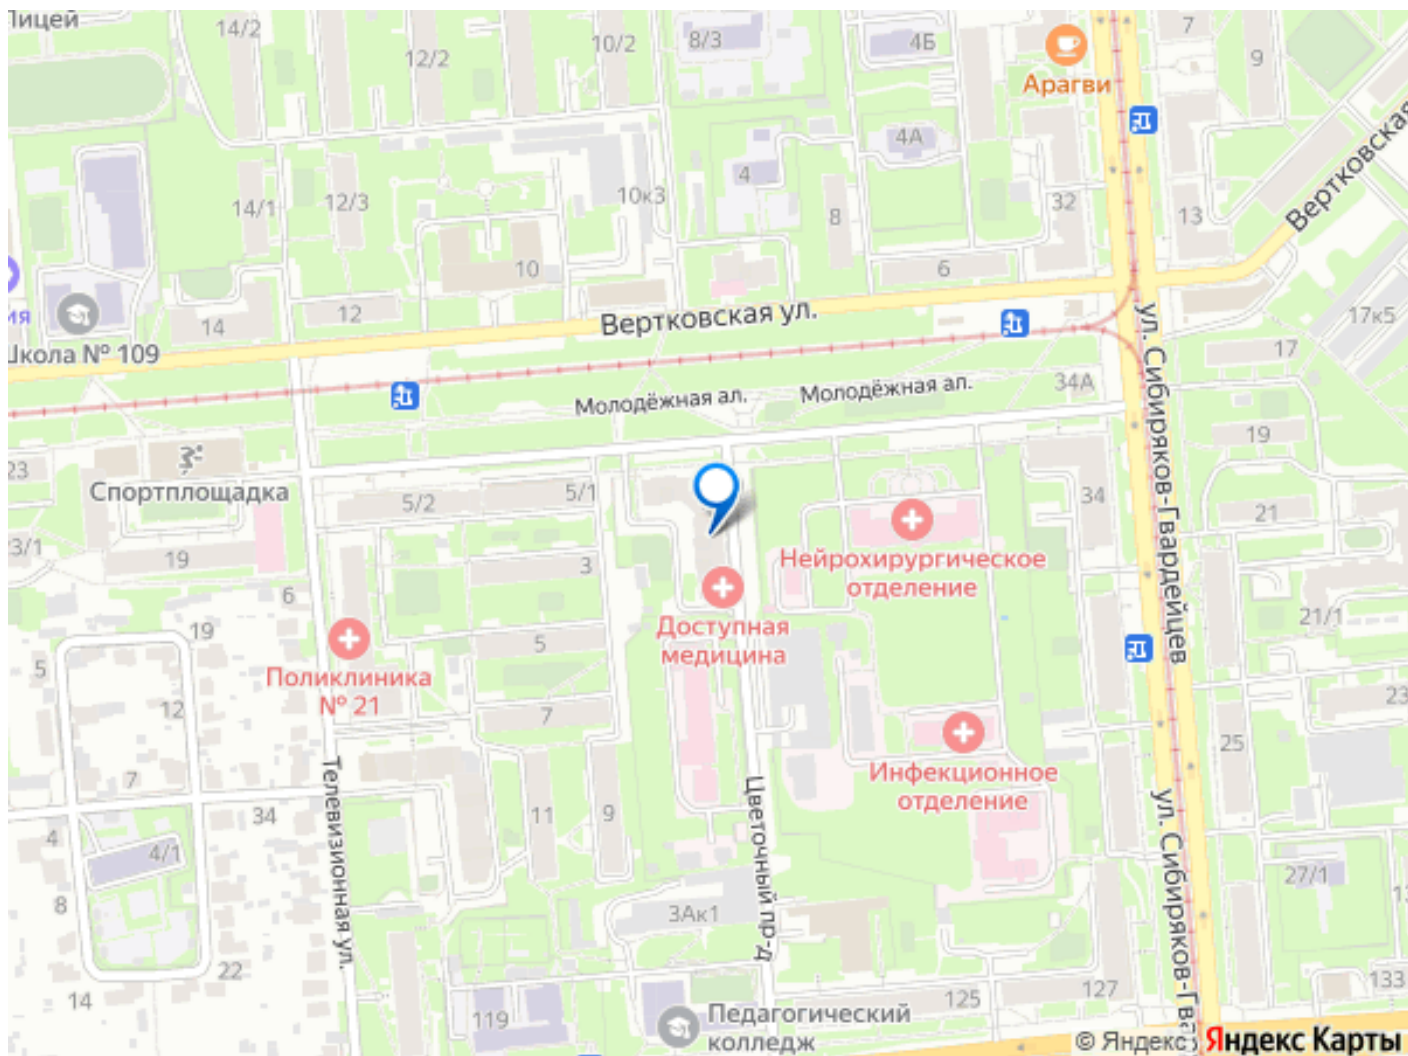 Лицей
14/2
12/2
10/2
8/3
4Б
Арагви
7
9
Вертковская
4А
4
10к3
14/1
12/3
8
32
13
10
6
12
14
Вертковская ул.
17к5
ия
Школа № 109
17
34А
Молодёжная ал.
Молодёжная ал.
ул. Сибиряков-Гвардейцев
19
23
Спортплощадка
5/2
5/1
34
21
3/1
19
3
Нейрохирургическое
отделение
6
19
Доступная
медицина
21/1
5
5
Поликлиника
№ 21
12
7
23
25
Инфекционное
отделение
7
Телевизионная ул.
Цветочный пр-д
ул. Сибиряков-Гва
34
11
9
4
4/1
27/1
8
3Ак1
22
14
119
Педагогический
колледж
125
127
133
© Яндекс
Яндекс Карты